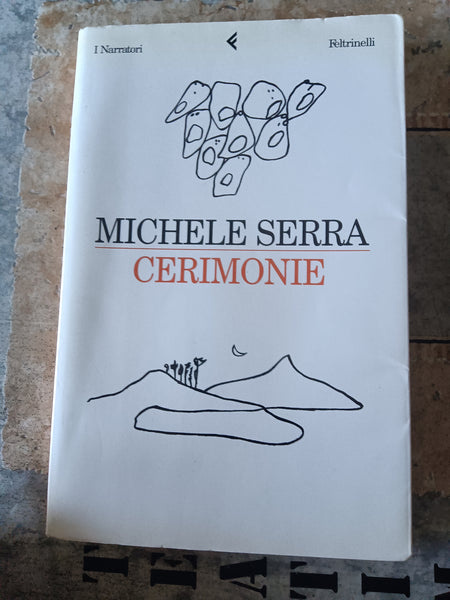 I Narratori
Feltrinelli
MICHELE SERRA
CERIMONIE